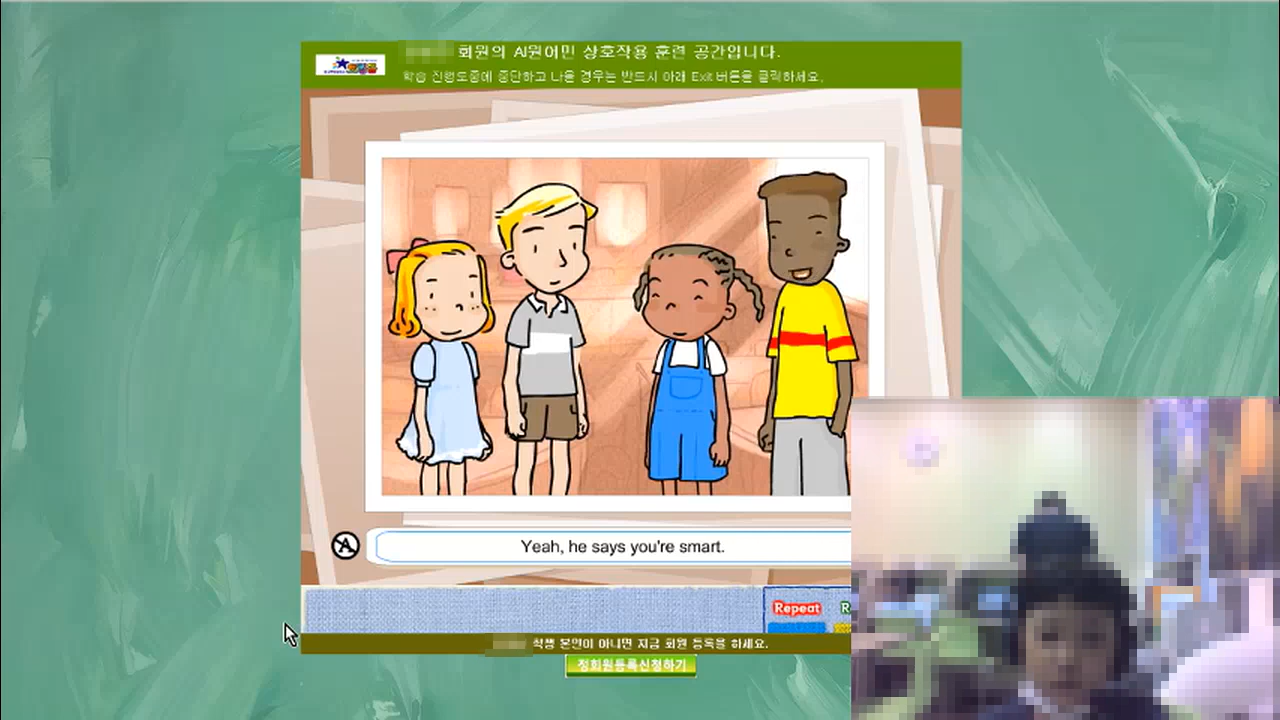 회원의 AI원어민 상호작용 훈련 공간입니다.
학습 진행도중에 중단하고 나올 경우는 반드시 아래 Exit 버튼을 클릭하세요.
Yeah, he says you're smart.
Repeat
학생 본인이 아니면 지금 회원 등록을 하세요.
정회원등록신청하기